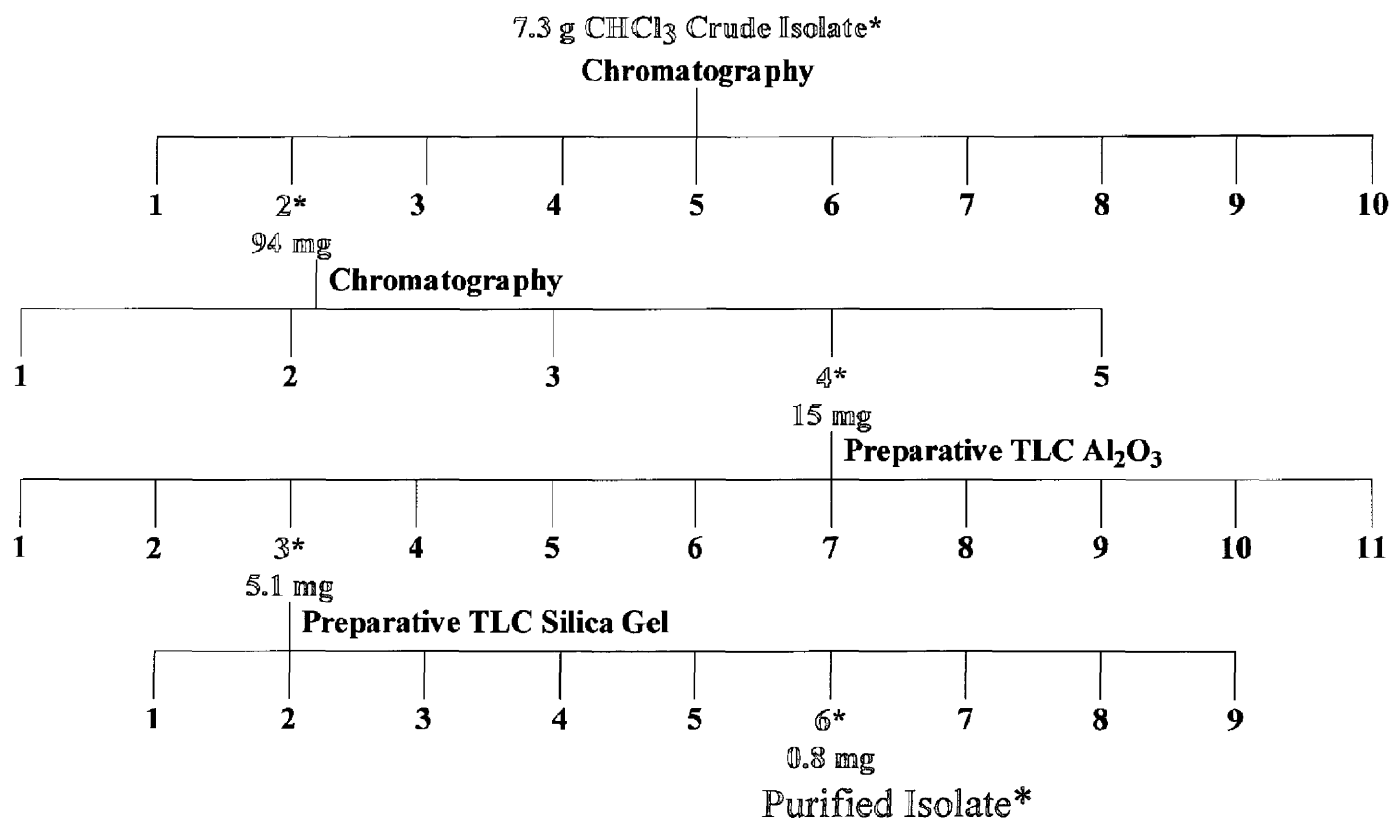 7.3 g CHCl₃ Crude Isolate*
Chromatography
1 2* 3 4 5 6 7 8 9 10
94 mg
Chromatography
1 2 3 4* 5
15 mg
Preparative TLC Al₂O₃
1 2 3* 4 5 6 7 8 9 10 11
5.1 mg
Preparative TLC Silica Gel
1 2 3 4 5 6* 7 8 9
0.8 mg
Purified Isolate*